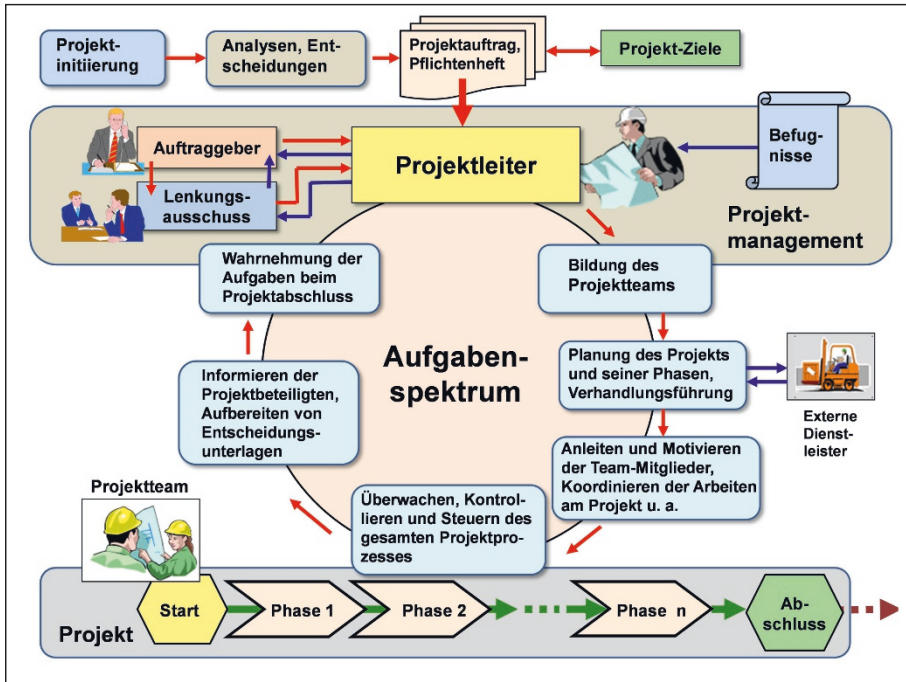 Projekt-
initiierung
Analysen, Ent-
scheidungen
Projektauftrag,
Pflichtenheft
Projekt-Ziele
Auftraggeber
Lenkungs-
ausschuss
Projektleiter
Befug-
nisse
Projekt-
management
Wahrnehmung der
Aufgaben beim
Projektabschluss
Bildung des
Projektteams
Aufgaben-
spektrum
Planung des Projekts
und seiner Phasen,
Verhandlungsführung
Externe
Dienst-
leister
Informieren der
Projektbeteiligten,
Aufbereiten von
Entscheidungs-
unterlagen
Anleiten und Motivieren
der Team-Mitglieder,
Koordinieren der Arbeiten
am Projekt u. a.
Überwachen, Kontrol-
lieren und Steuern des
gesamten Projektpro-
zesses
Projektteam
Start
Phase 1
Phase 2
Phase n
Ab-
schluss
Projekt